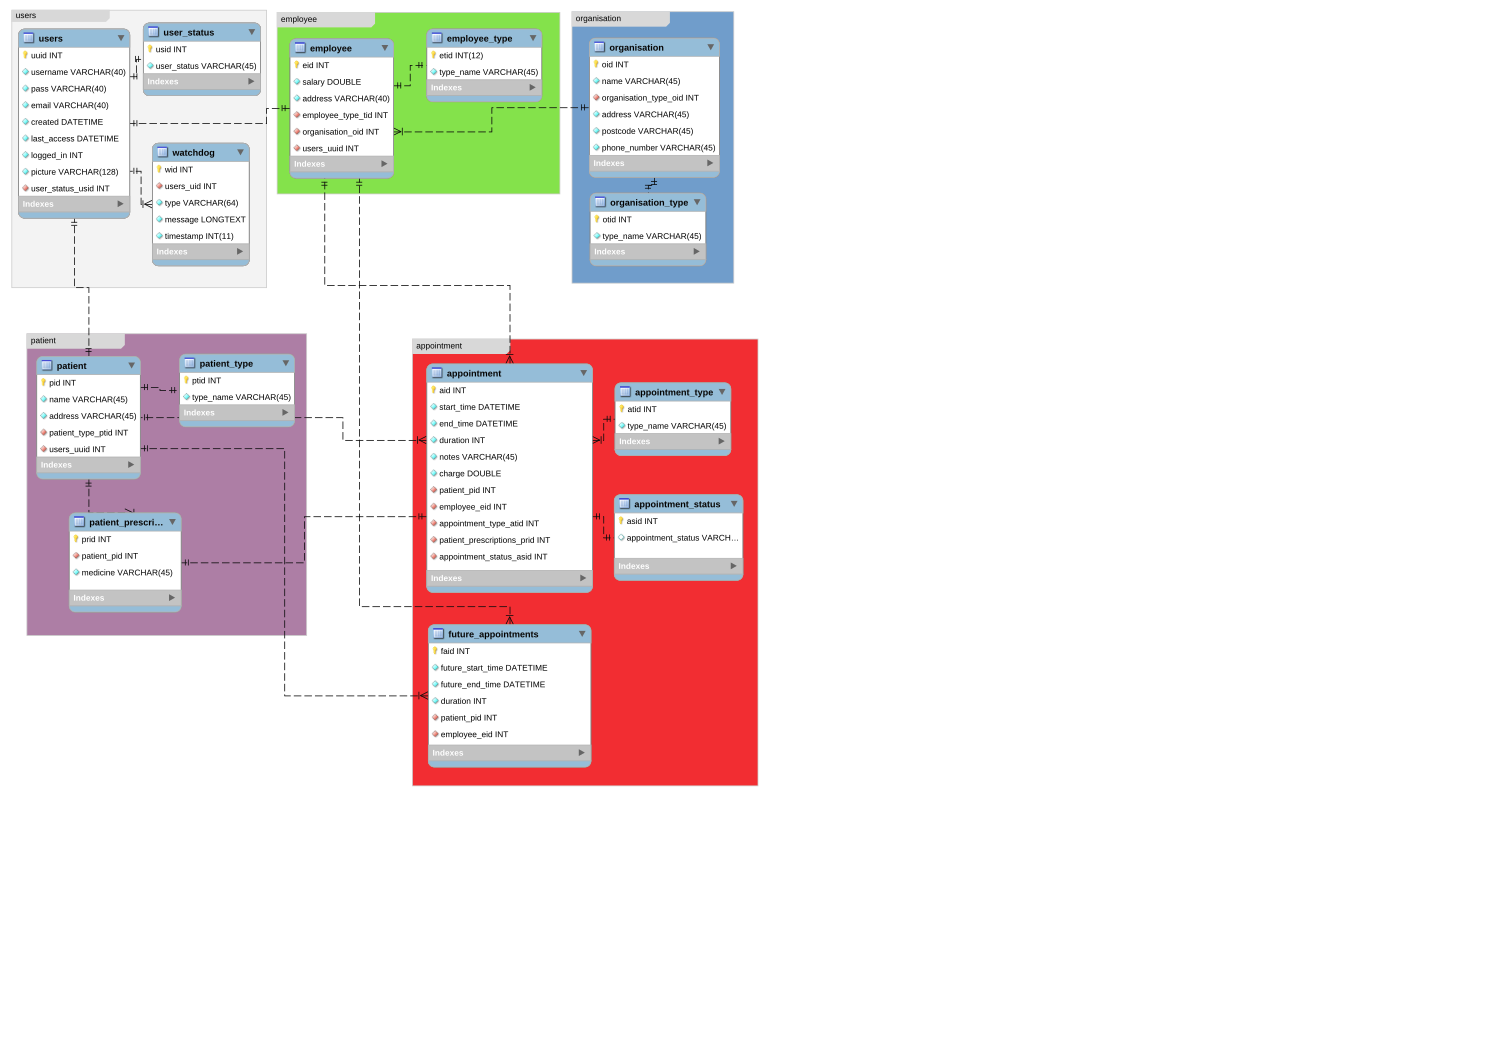 users
users
uuid INT
username VARCHAR(40)
pass VARCHAR(40)
email VARCHAR(40)
created DATETIME
last_access DATETIME
logged_in INT
picture VARCHAR(128)
user_status_usid INT
Indexes
user_status
usid INT
user_status VARCHAR(45)
Indexes
watchdog
wid INT
users_uid INT
type VARCHAR(64)
message LONGTEXT
timestamp INT(11)
Indexes
employee
employee
eid INT
salary DOUBLE
address VARCHAR(40)
employee_type_tid INT
organisation_oid INT
users_uuid INT
Indexes
employee_type
etid INT(12)
type_name VARCHAR(45)
Indexes
organisation
organisation
oid INT
name VARCHAR(45)
organisation_type_oid INT
address VARCHAR(45)
postcode VARCHAR(45)
phone_number VARCHAR(45)
Indexes
organisation_type
otid INT
type_name VARCHAR(45)
Indexes
patient
patient
pid INT
name VARCHAR(45)
address VARCHAR(45)
patient_type_ptid INT
users_uuid INT
Indexes
patient_type
ptid INT
type_name VARCHAR(45)
Indexes
patient_prescri...
prid INT
patient_pid INT
medicine VARCHAR(45)
Indexes
appointment
appointment
aid INT
start_time DATETIME
end_time DATETIME
duration INT
notes VARCHAR(45)
charge DOUBLE
patient_pid INT
employee_eid INT
appointment_type_atid INT
patient_prescriptions_prid INT
appointment_status_asid INT
Indexes
appointment_type
atid INT
type_name VARCHAR(45)
Indexes
appointment_status
asid INT
appointment_status VARCH...
Indexes
future_appointments
faid INT
future_start_time DATETIME
future_end_time DATETIME
duration INT
patient_pid INT
employee_eid INT
Indexes